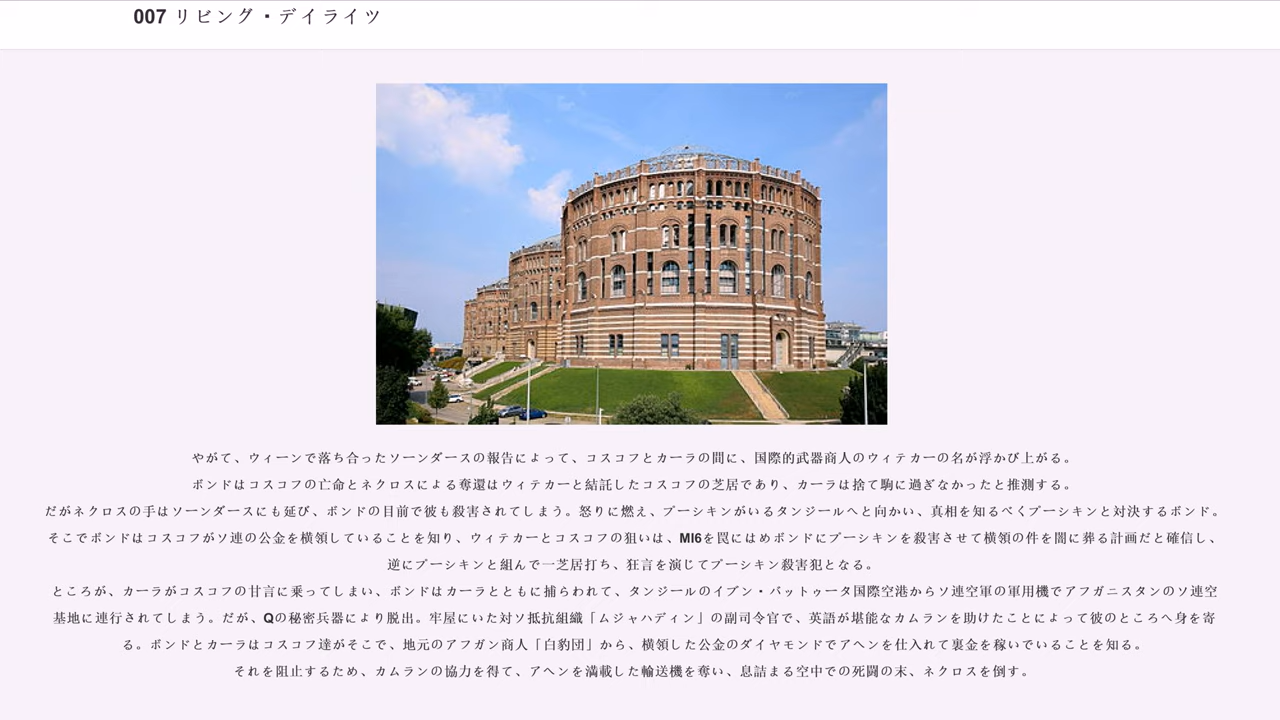 007 リビング・デイライツ
やがて、ウィーンで落ち合ったソーンダースの報告によって、コスコフとカーラの間に、国際的武器商人のウィテカーの名が浮かび上がる。
ボンドはコスコフの亡命とネクロスによる奪還はウィテカーと結託したコスコフの芝居であり、カーラは捨て駒に過ぎなかったと推測する。
だがネクロスの手はソーンダースにも延び、ボンドの目前で彼も殺害されてしまう。怒りに燃え、プーシキンがいるタンジールへと向かい、真相を知るべくプーシキンと対決するボンド。
そこでボンドはコスコフがソ連の公金を横領していることを知り、ウィテカーとコスコフの狙いは、MI6を罠にはめボンドにプーシキンを殺害させて横領の件を闇に葬る計画だと確信し、
逆にプーシキンと組んで一芝居打ち、狂言を演じてプーシキン殺害犯となる。
ところが、カーラがコスコフの甘言に乗ってしまい、ボンドはカーラとともに捕らわれて、タンジールのイブン・バットゥータ国際空港からソ連空軍の軍用機でアフガニスタンのソ連空
基地に連行されてしまう。だが、Qの秘密兵器により脱出。牢屋にいた対ソ抵抗組織「ムジャハディン」の副司令官で、英語が堪能なカムランを助けたことによって彼のところへ身を寄
る。ボンドとカーラはコスコフ達がそこで、地元のアフガン商人「白豹団」から、横領した公金のダイヤモンドでアヘンを仕入れて裏金を稼いでいることを知る。
それを阻止するため、カムランの協力を得て、アヘンを満載した輸送機を奪い、息詰まる空中での死闘の末、ネクロスを倒す。